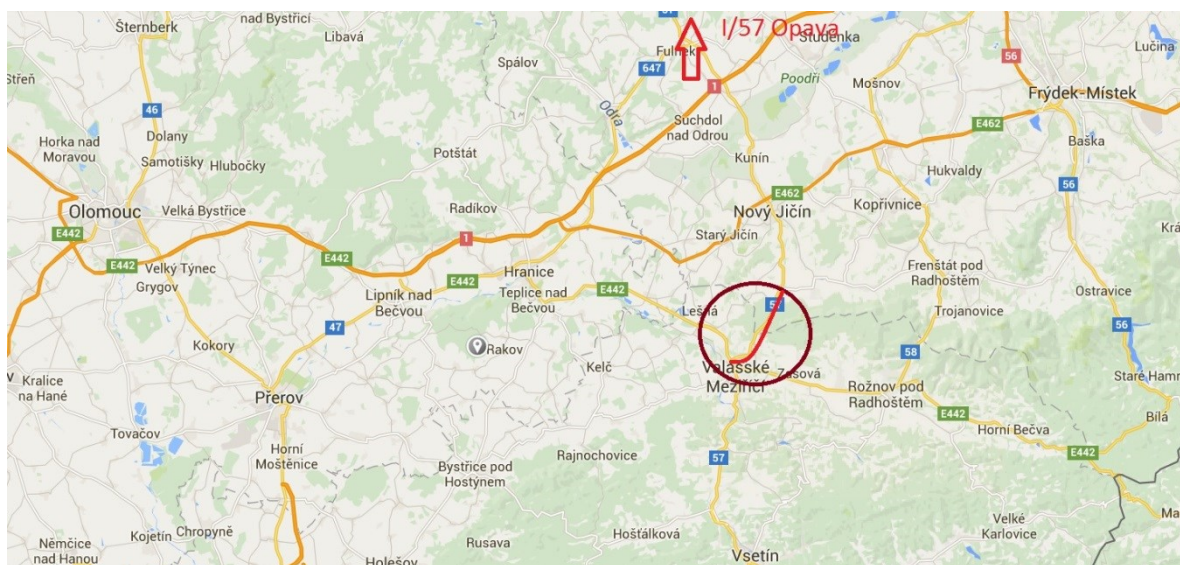 nad Bystřicí
Šternberk
Libavá
I/57 Opava
Studénka
Fulnek
Lučina
56
Střeň
Spálov
647
1
Poodří
Mošnov
Frýdek-Místek
46
Odra
Suchdol
nad Odrou
E462
Baška
Horka nad
Moravou
Dolany
Samotišky
Hlubočky
Potštát
Kunín
Hukvaldy
56
Olomouc
Velká Bystřice
Radíkov
E462
Nový Jičín
Kopřivnice
E442
1
Starý Jičín
E442
Velký Týnec
Grygov
E442
Hranice
Teplice nad
Bečvou
E442
Frenštát pod
Radhoštěm
Ostravice
Lipník nad
Bečvou
Lešná
57
Trojanovice
47
Kokory
Rakov
Kelč
Valašské
Meziříčí
Zašová
58
56
Kralice
na Hané
Přerov
Rožnov pod
Radhoštěm
Staré Ham
E442
Bílá
Tovačov
Horní
Moštěnice
Rajnochovice
57
Horní Bečva
E442
Bystřice pod
Hostýnem
Kojetín
Chropyně
Hošťálková
Velké
Karlovice
Ma
Němčice
nad Hanou
Holešov
Rusava
Vsetín